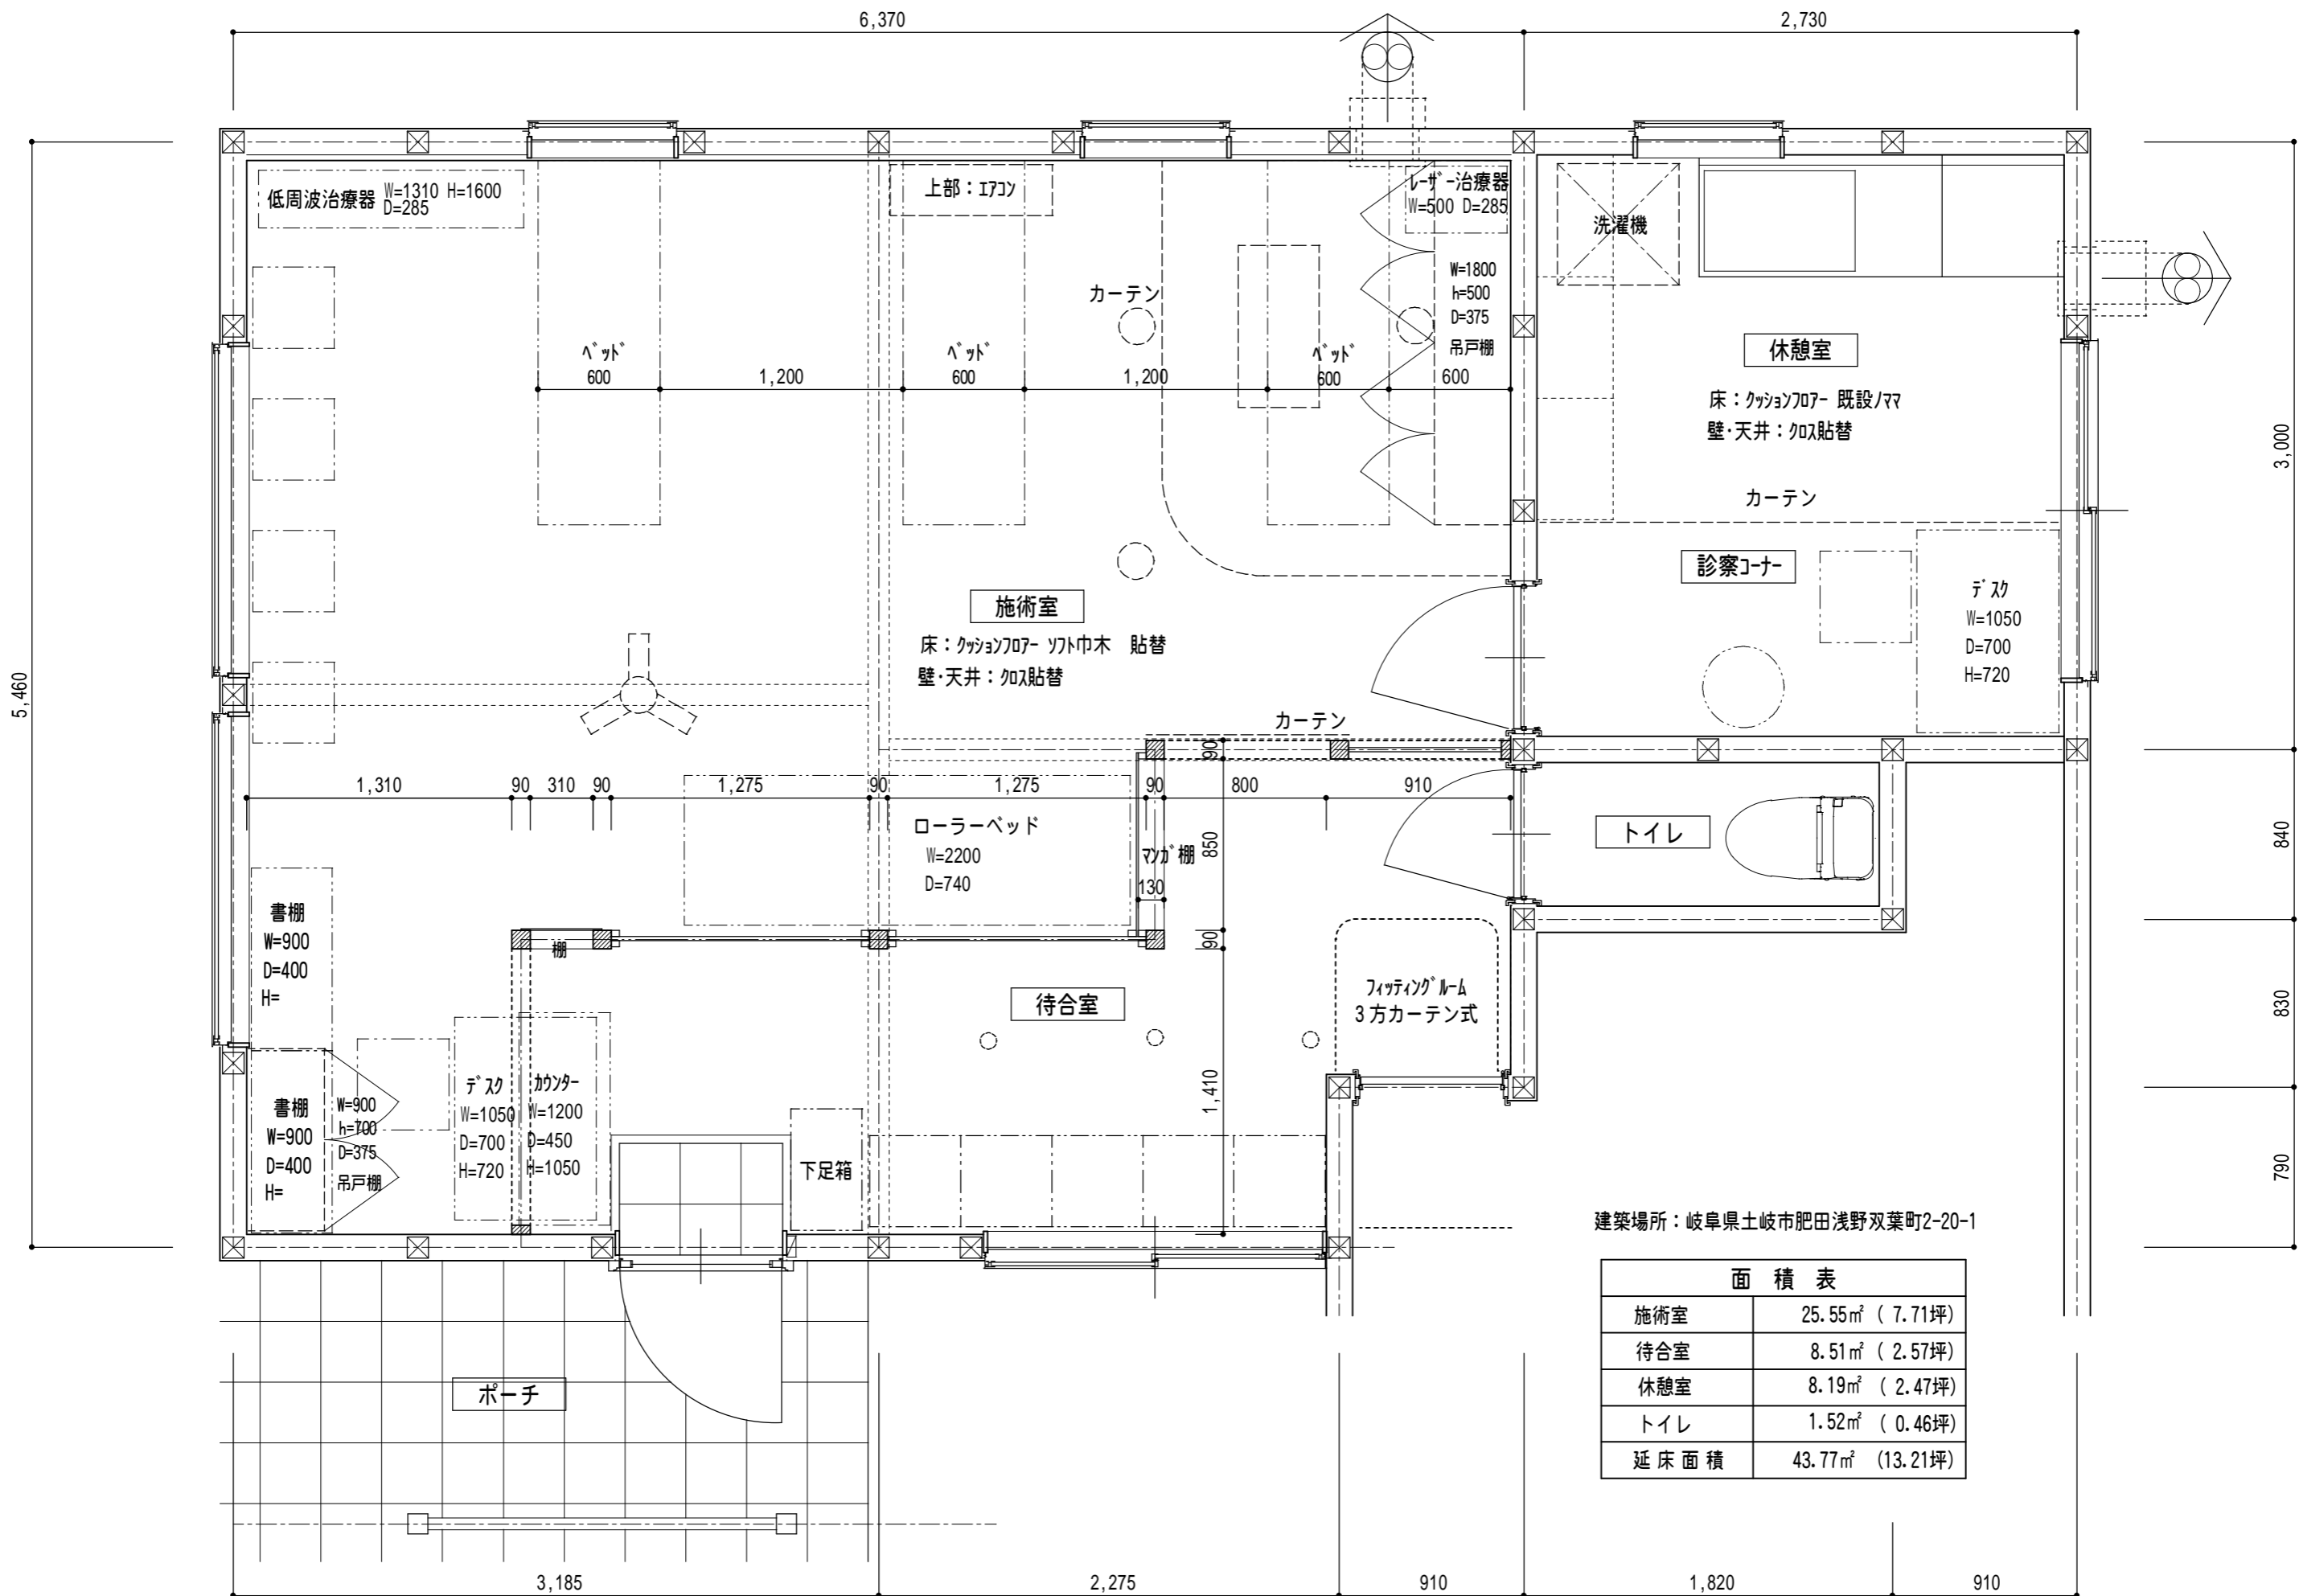 6,370
2,730
低周波治療器 W=1310 H=1600
D=285
上部：ｴｱｺﾝ
ﾚｰｻﾞｰ治療器
W=500 D=285
洗濯機
W=1800
h=500
D=375
吊戸棚
カーテン
ﾍﾞｯﾄﾞ
ﾍﾞｯﾄﾞ
ﾍﾞｯﾄﾞ
600
1,200
600
1,200
600
600
休憩室
床：ｸｯｼｮﾝﾌﾛｱｰ 既設ﾉﾏﾏ
壁･天井：ｸﾛｽ貼替
3,000
カーテン
診察ｺｰﾅｰ
ﾃﾞｽｸ
W=1050
D=700
H=720
施術室
床：ｸｯｼｮﾝﾌﾛｱｰ ｿﾌﾄ巾木 貼替
壁･天井：ｸﾛｽ貼替
5,460
カーテン
90
1,310
90
310
90
1,275
90
1,275
90
800
910
ローラーベッド
W=2200
D=740
ﾏﾝｶﾞ棚
850
130
トイレ
840
書棚
W=900
D=400
H=
棚
90
待合室
ﾌｨｯﾃｨﾝｸﾞﾙｰﾑ
３方カーテン式
830
書棚
W=900
D=400
H=
W=900
h=700
D=375
吊戸棚
ﾃﾞｽｸ
W=1050
D=700
H=720
ｶｳﾝﾀｰ
W=1200
D=450
H=1050
下足箱
1,410
790
建築場所：岐阜県土岐市肥田浅野双葉町2-20-1
面 積 表
施術室 25.55㎡ ( 7.71坪)
待合室 8.51㎡ ( 2.57坪)
休憩室 8.19㎡ ( 2.47坪)
トイレ 1.52㎡ ( 0.46坪)
延床面積 43.77㎡ (13.21坪)
ポーチ
3,185
2,275
910
1,820
910